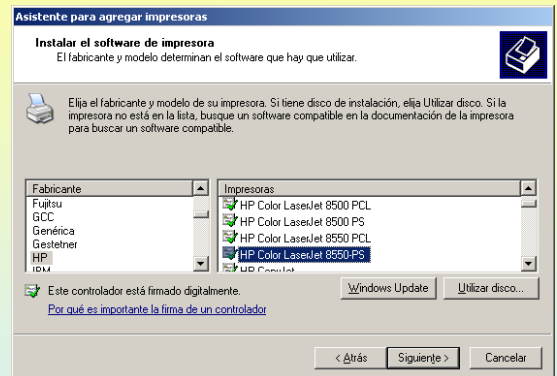 Asistente para agregar impresoras
Instalar el software de impresora
El fabricante y modelo determinan el software que hay que utilizar.
Elija el fabricante y modelo de su impresora. Si tiene disco de instalación, elija Utilizar disco. Si la
impresora no está en la lista, busque un software compatible en la documentación de la impresora
para buscar un software compatible.
Fabricante
Fujitsu
GCC
Genérica
Gestetner
HP
IBM
Impresoras
HP Color LaserJet 8500 PCL
HP Color LaserJet 8500 PS
HP Color LaserJet 8550 PCL
HP Color LaserJet 8550-PS
HP CopyJet
Este controlador está firmado digitalmente.
Por qué es importante la firma de un controlador
Windows Update
Utilizar disco...
< Atrás
Siguiente >
Cancelar